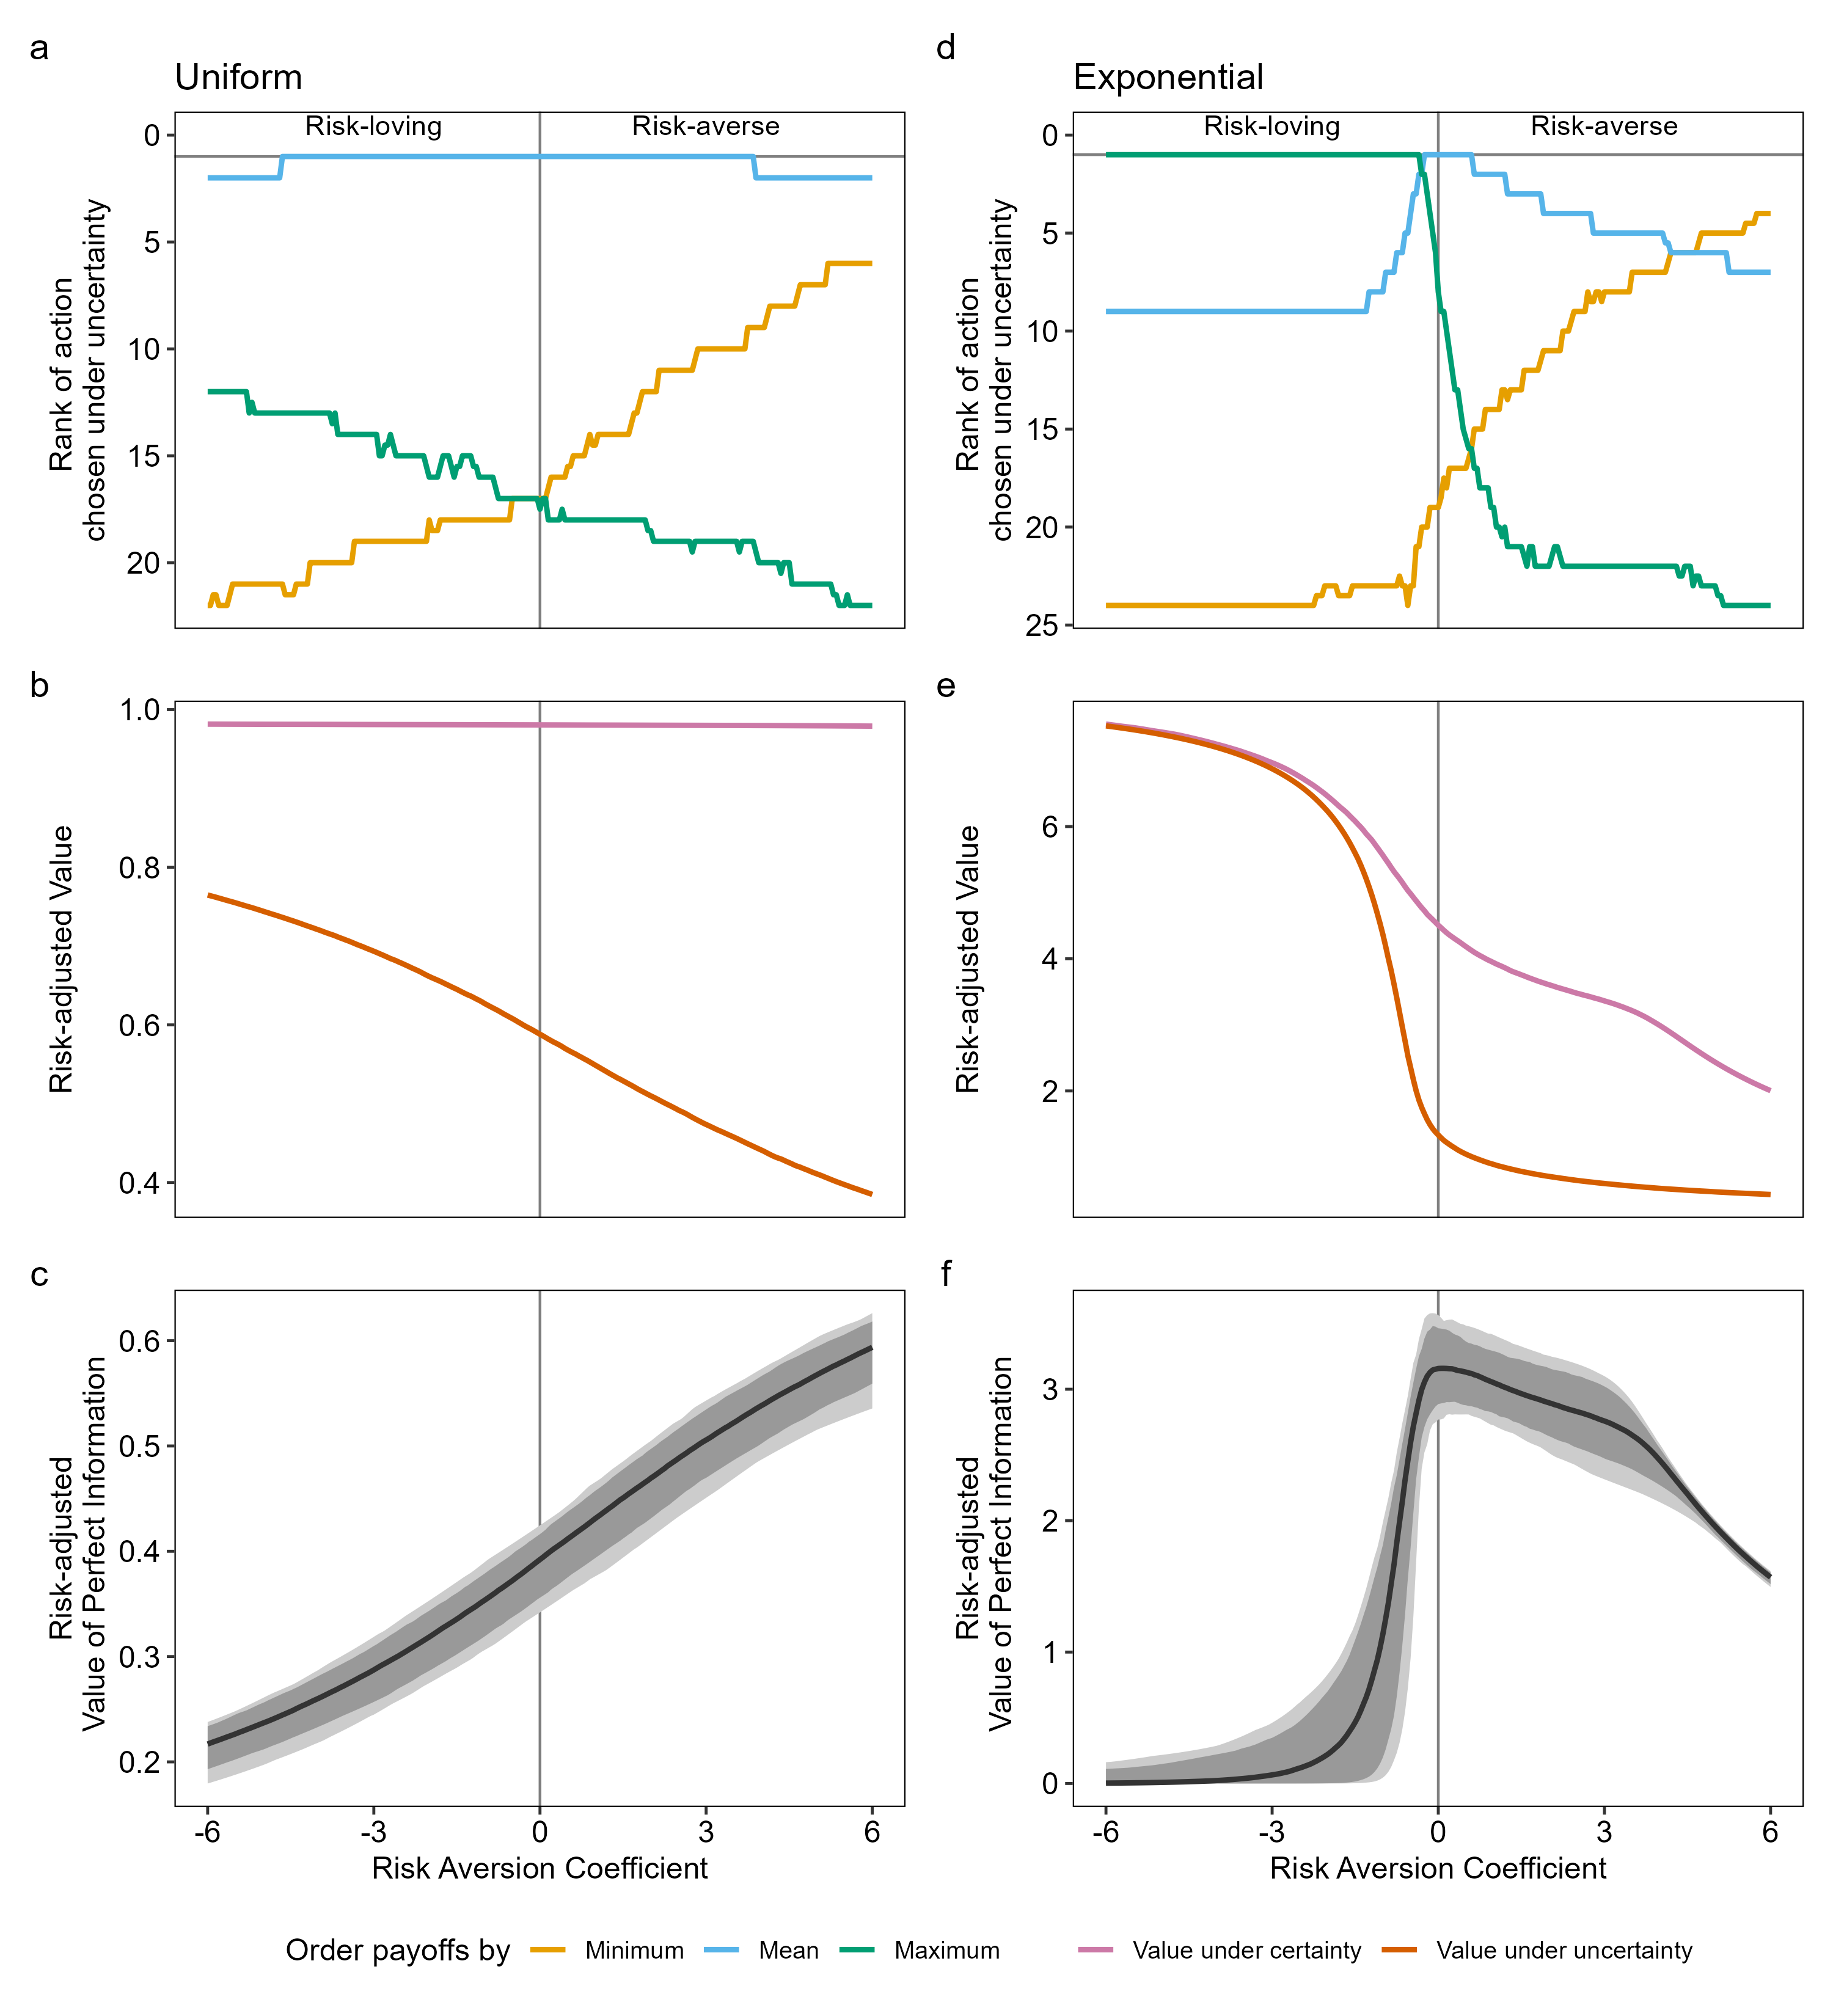 a
Uniform
Risk-loving
Risk-averse
0
5
10
15
20
Rank of action
chosen under uncertainty
d
Exponential
Risk-loving
Risk-averse
0
5
10
15
20
25
Rank of action
chosen under uncertainty
b
1.0
0.8
0.6
0.4
Risk-adjusted Value
e
6
4
2
Risk-adjusted Value
c
0.6
0.5
0.4
0.3
0.2
Risk-adjusted
Value of Perfect Information
-6
-3
0
3
6
Risk Aversion Coefficient
f
3
2
1
0
Risk-adjusted
Value of Perfect Information
-6
-3
0
3
6
Risk Aversion Coefficient
Order payoffs by Minimum Mean Maximum Value under certainty Value under uncertainty